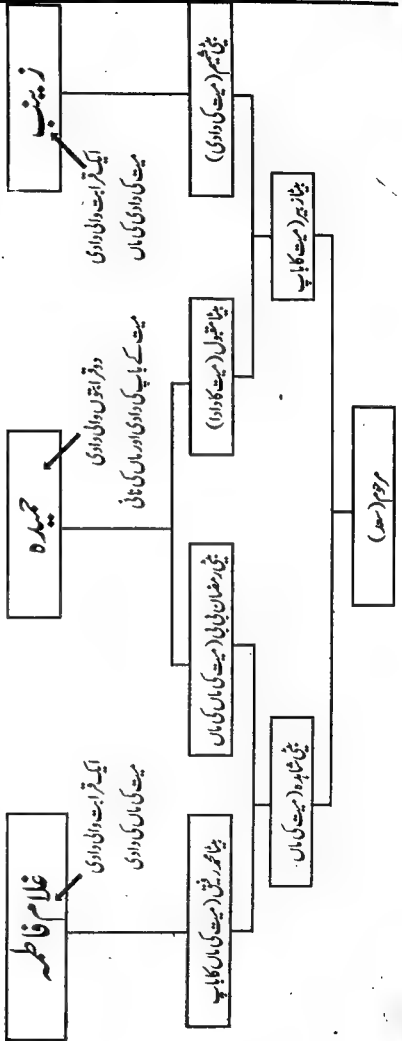 زینب
ایک قرابت والی دادی
میت کی دادی کی ماں
بیٹی شمیم (میت کی دادی)
بیٹا زبیر (میت کا باپ
حمیدہ
دو قرابتوں والی دادی
میت کے باپ کی دادی اور ماں کی نانی
بیٹا مقبول (میت کا دادا)
بیٹی رمضان بی بی (میت کی ماں کی ماں
مرحوم (سعد)
غلام فاطمہ
ایک قرابت والی دادی
میت کی ماں کی دادی
بیٹا محمد رفیق (میت کی ماں کا باپ
بیٹی شاہدہ (میت کی ماں